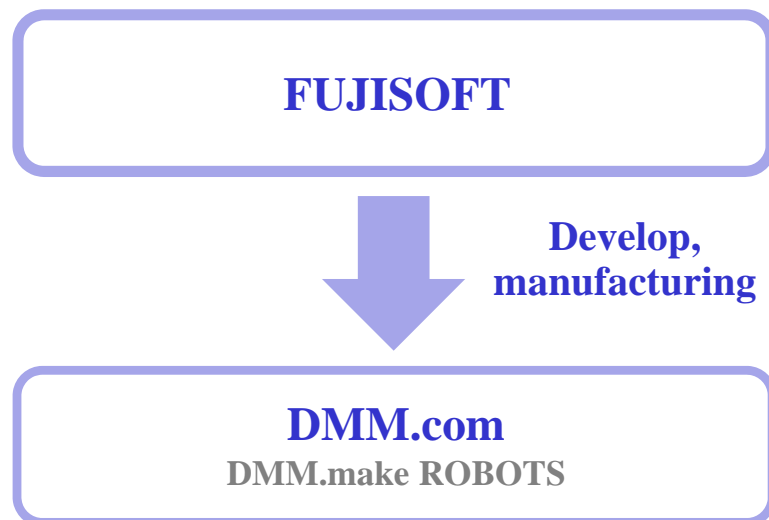 FUJISOFT
Develop,
manufacturing
DMM.com
DMM.make ROBOTS